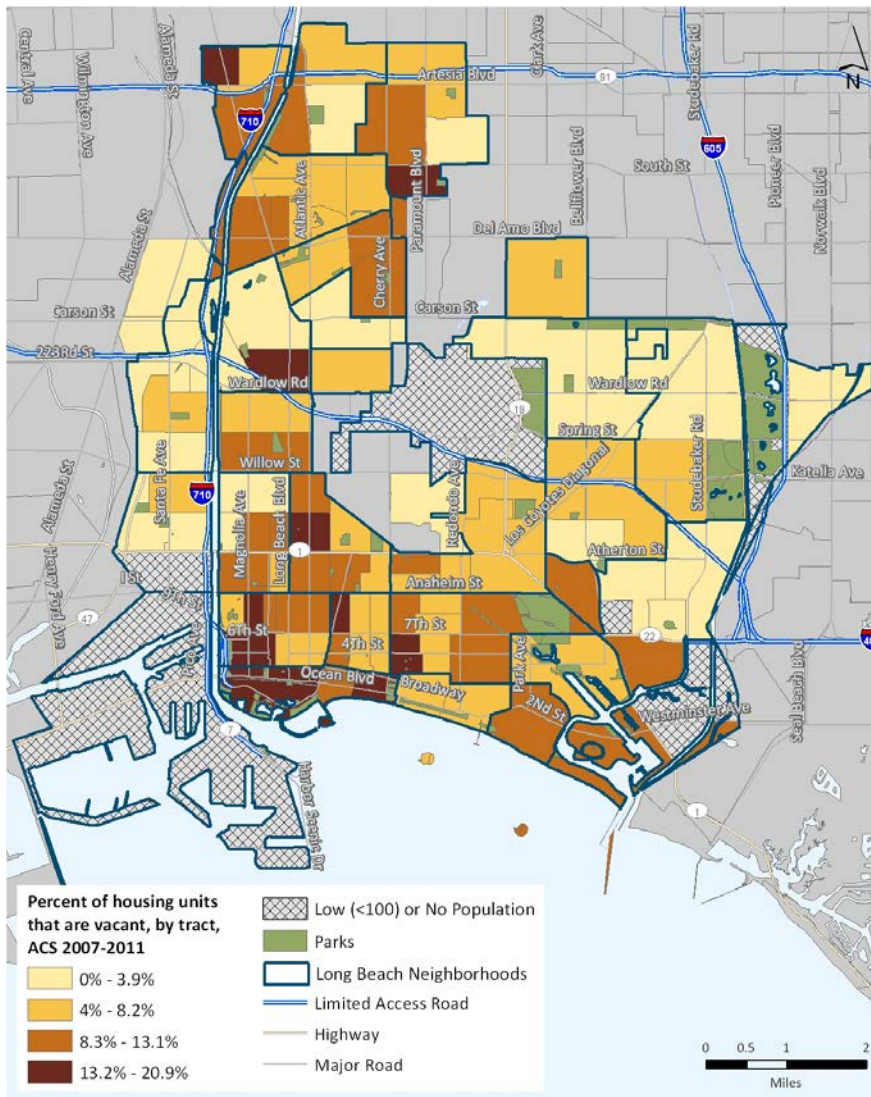 Central Ave
Wilmington Ave
Alameda St
Clark Ave
Studebaker Rd
Artesia Blvd
91
N
710
605
South St
Pioneer Blvd
Norwalk Blvd
Bellflower Blvd
Paramount Blvd
Atlantic Ave
Alameda St
Del Amo Blvd
Cherry Ave
Carson St
Carson St
223Rd St
Wardlow Rd
Wardlow Rd
19
Spring St
Studebaker Rd
Katella Ave
Willow St
Los Coyotes Diagonal
Redondo Ave
Santa Fe Ave
710
Magnolia Ave
Long Beach Blvd
Alameda St
Henry Ford Ave
1
Atherton St
Anaheim St
I St
9Th St
47
6Th St
7Th St
4Th St
22
Pico Ave
Park Ave
Ocean Blvd
Broadway
2Nd St
Westminster Ave
Seal Beach Blvd
7
Harbor Scenic Dr
1
Percent of housing units
that are vacant, by tract,
ACS 2007-2011
0% - 3.9%
4% - 8.2%
8.3% - 13.1%
13.2% - 20.9%
Low (<100) or No Population
Parks
Long Beach Neighborhoods
Limited Access Road
Highway
Major Road
0 0.5 1 2
Miles